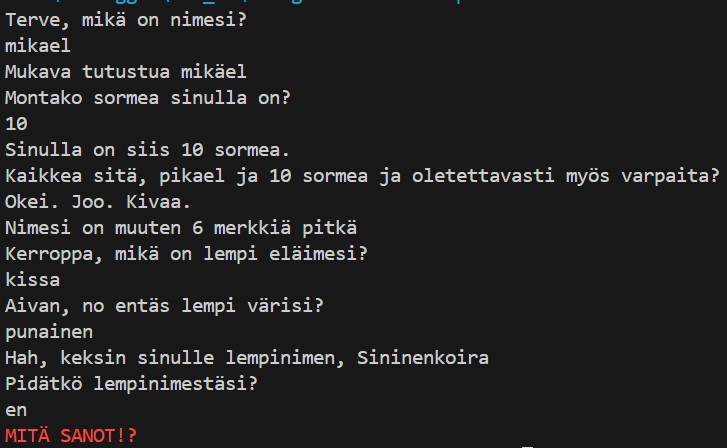 Terve, mikä on nimesi?
mikael
Mukava tutustua mikäel
Montako sormea sinulla on?
10
Sinulla on siis 10 sormea.
Kaikkea sitä, pikael ja 10 sormea ja oletettavasti myös varpaita?
Okei. Joo. Kivaa.
Nimesi on muuten 6 merkkiä pitkä
Kerroppa, mikä on lempi eläimesi?
kissa
Aivan, no entäs lempi värisi?
punainen
Hah, keksin sinulle lempinimen, Sininenkoira
Pidätkö lempinimestäsi?
en
MITÄ SANOT!?